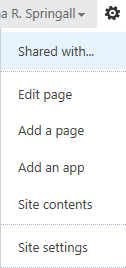 a R. Springall
Shared with...
Edit page
Add a page
Add an app
Site contents
Site settings